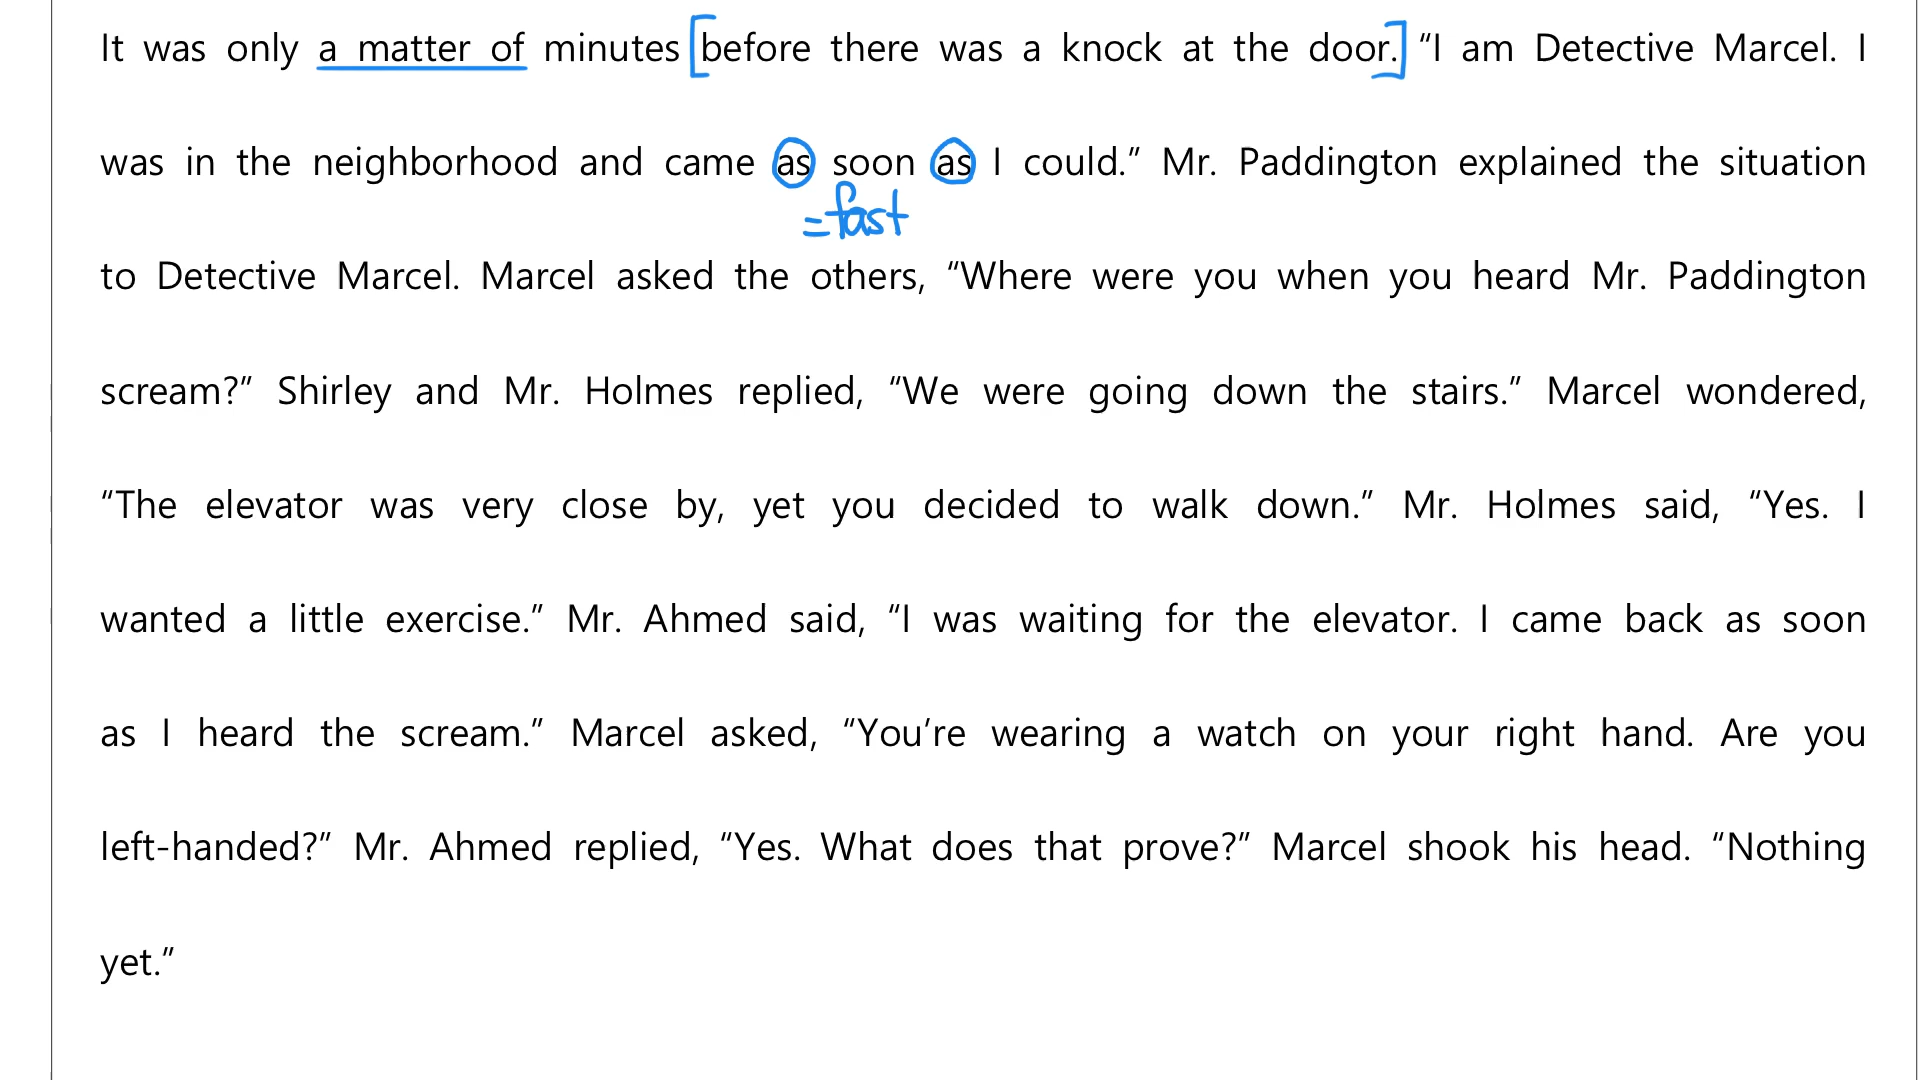 It was only a matter of minutes [before there was a knock at the door.] “I am Detective Marcel. I
was in the neighborhood and came as soon as I could.” Mr. Paddington explained the situation
=fast
to Detective Marcel. Marcel asked the others, “Where were you when you heard Mr. Paddington
scream?” Shirley and Mr. Holmes replied, “We were going down the stairs.” Marcel wondered,
“The elevator was very close by, yet you decided to walk down.” Mr. Holmes said, “Yes. I
wanted a little exercise.” Mr. Ahmed said, “I was waiting for the elevator. I came back as soon
as I heard the scream.” Marcel asked, “You’re wearing a watch on your right hand. Are you
left-handed?” Mr. Ahmed replied, “Yes. What does that prove?” Marcel shook his head. “Nothing
yet.”